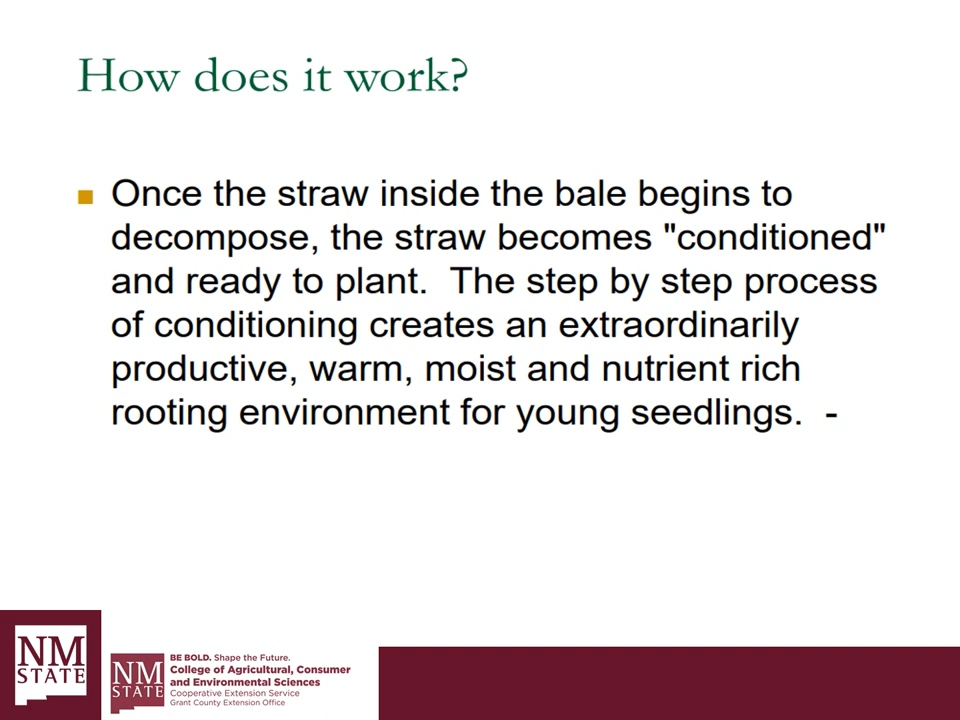 How does it work?
Once the straw inside the bale begins to
decompose, the straw becomes "conditioned"
and ready to plant.  The step by step process
of conditioning creates an extraordinarily
productive, warm, moist and nutrient rich
rooting environment for young seedlings.  -
NM
STATE
NM
STATE
BE BOLD. Shape the Future.
College of Agricultural, Consumer
and Environmental Sciences
Cooperative Extension Service
Grant County Extension Office